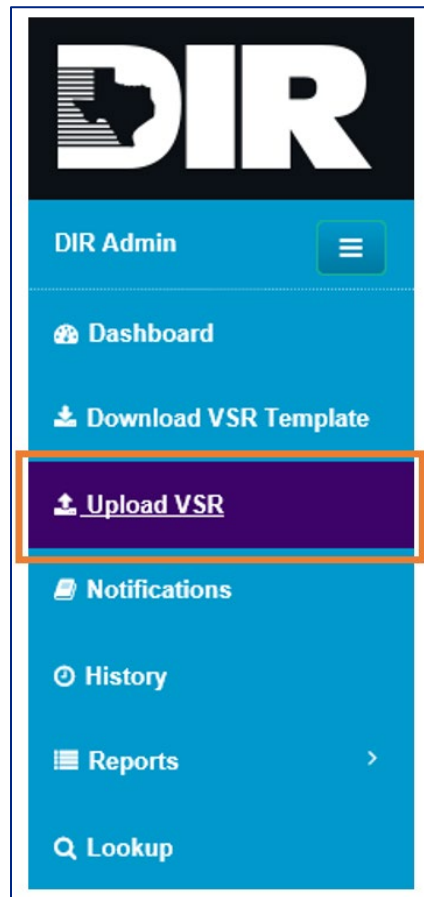 DIR
DIR Admin
Dashboard
Download VSR Template
Upload VSR
Notifications
History
Reports
Lookup